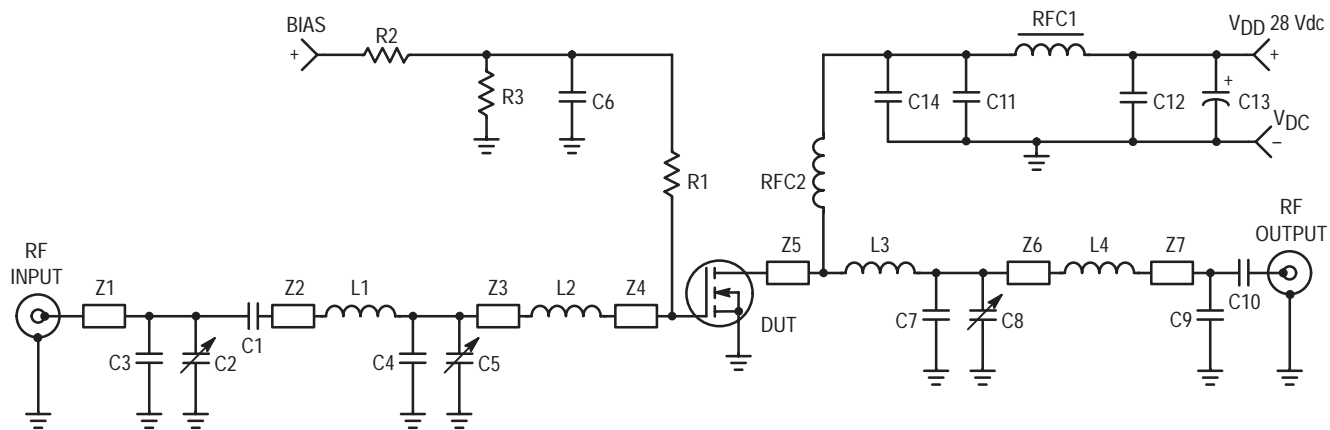 BIAS
+
R2
R3
C6
R1
RFC1
VDD 28 Vdc
+
C14
C11
C12
+
C13
VDC
–
RFC2
RF
INPUT
Z1
C3
C2
C1
Z2
L1
C4
C5
Z3
L2
Z4
DUT
Z5
L3
C7
C8
Z6
L4
Z7
C9
C10
RF
OUTPUT